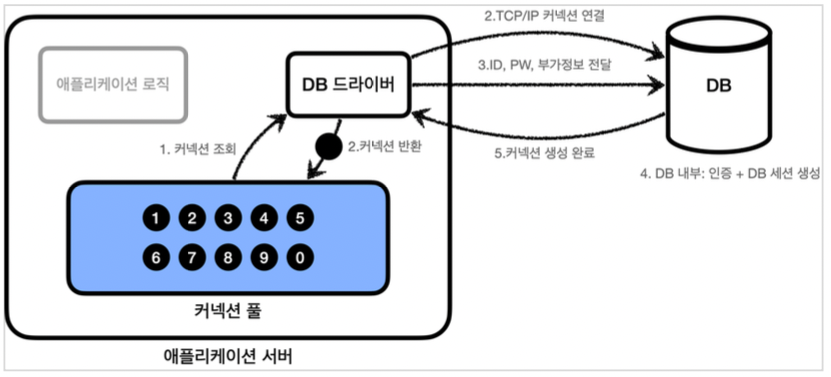 2.TCP/IP 커넥션 연결
애플리케이션 로직
DB 드라이버
3.ID, PW, 부가정보 전달
DB
1. 커넥션 조회
2.커넥션 반환
5.커넥션 생성 완료
4. DB 내부: 인증 + DB 세션 생성
1 2 3 4 5
6 7 8 9 0
커넥션 풀
애플리케이션 서버